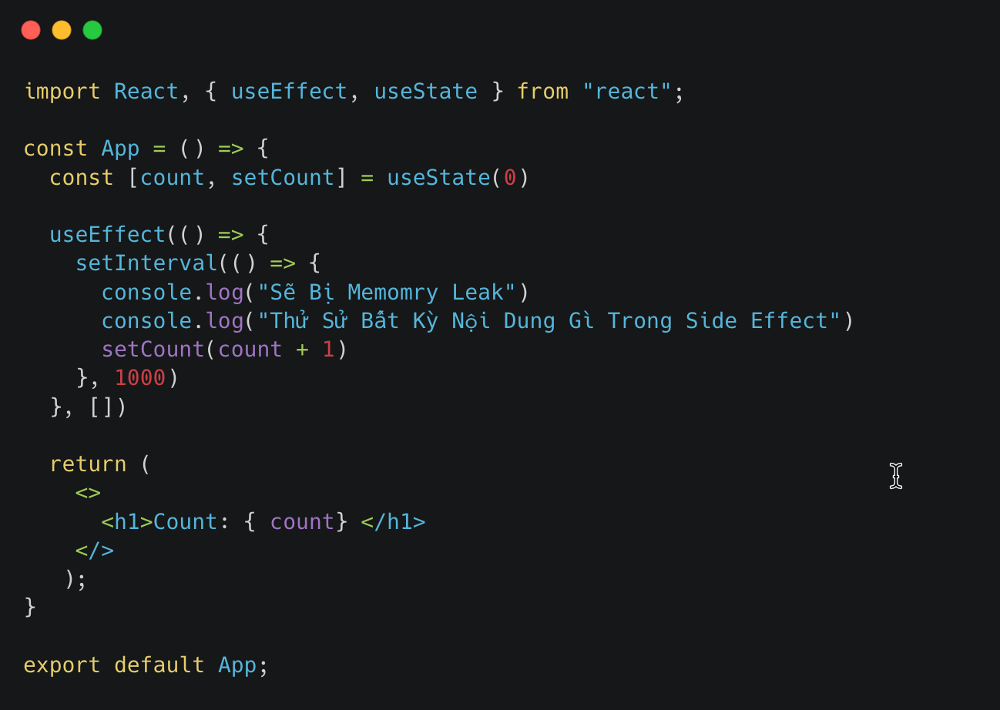 import React, { useEffect, useState } from "react";
const App = () => {
const [count, setCount] = useState(0)
useEffect(() => {
setInterval(() => {
console.log("Sẽ Bị Memomry Leak")
console.log("Thử Sử Bất Kỳ Nội Dung Gì Trong Side Effect")
setCount(count + 1)
}, 1000)
}, [])
return (
<>
<h1>Count: { count} </h1>
</>
);
}
export default App;